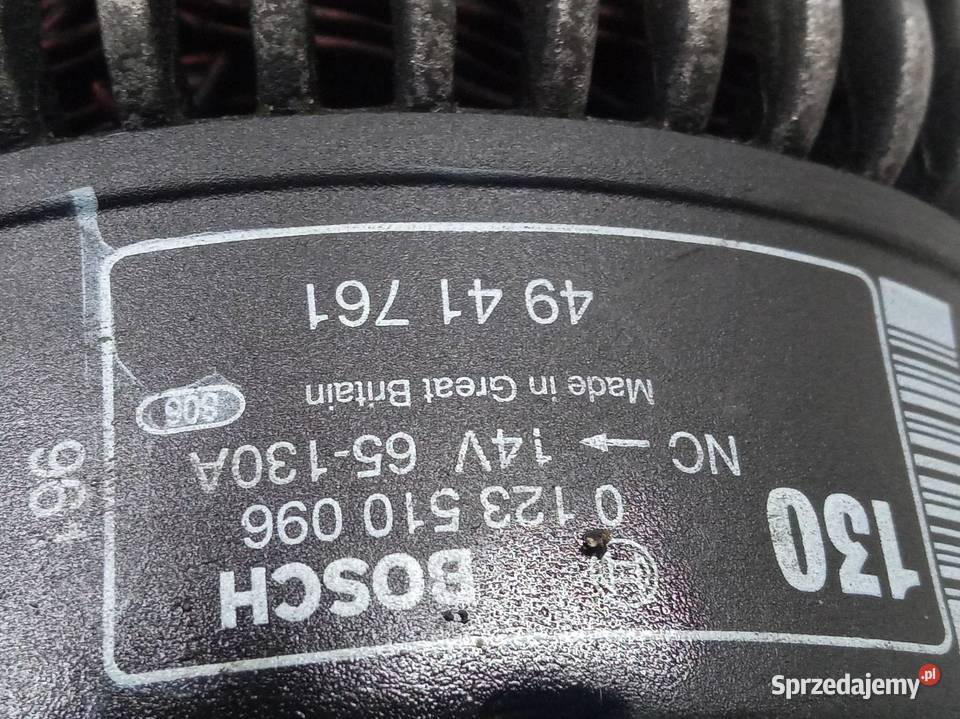 130
BOSCH
0 123 510 096
NC → 14V 65-130A
Made in Great Britain
49 41 761
Sprzedajemy.pl